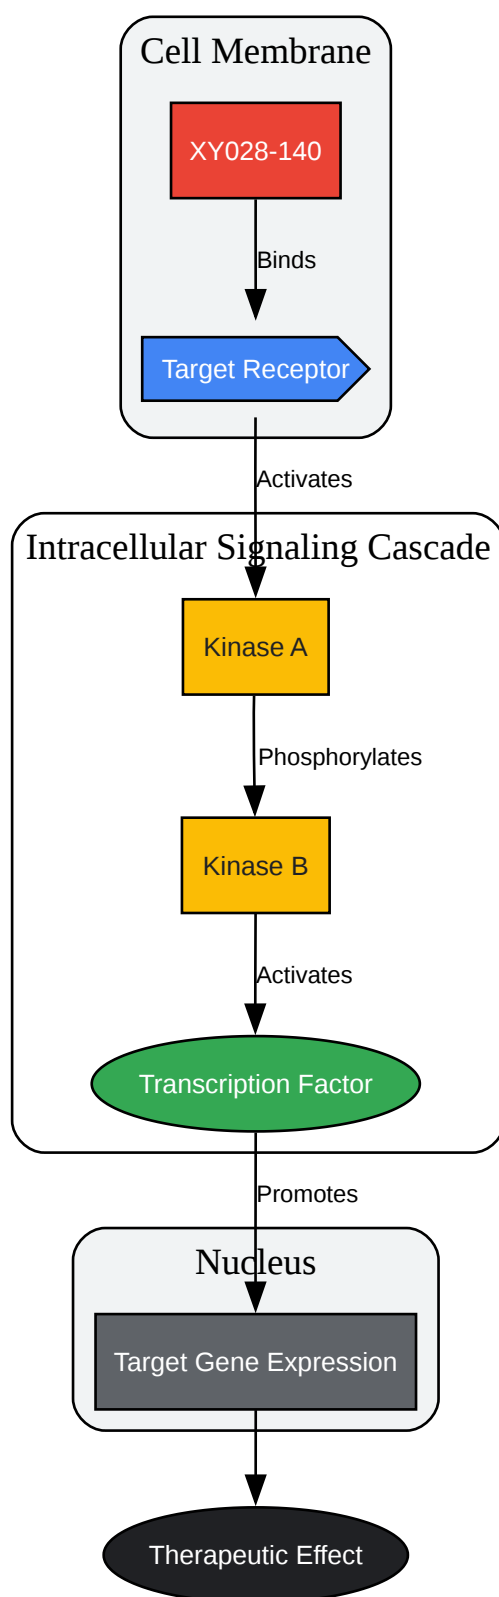 Cell Membrane
XY028-140
Binds
Target Receptor
Activates
Intracellular Signaling Cascade
Kinase A
Phosphorylates
Kinase B
Activates
Transcription Factor
Promotes
Nucleus
Target Gene Expression
Therapeutic Effect